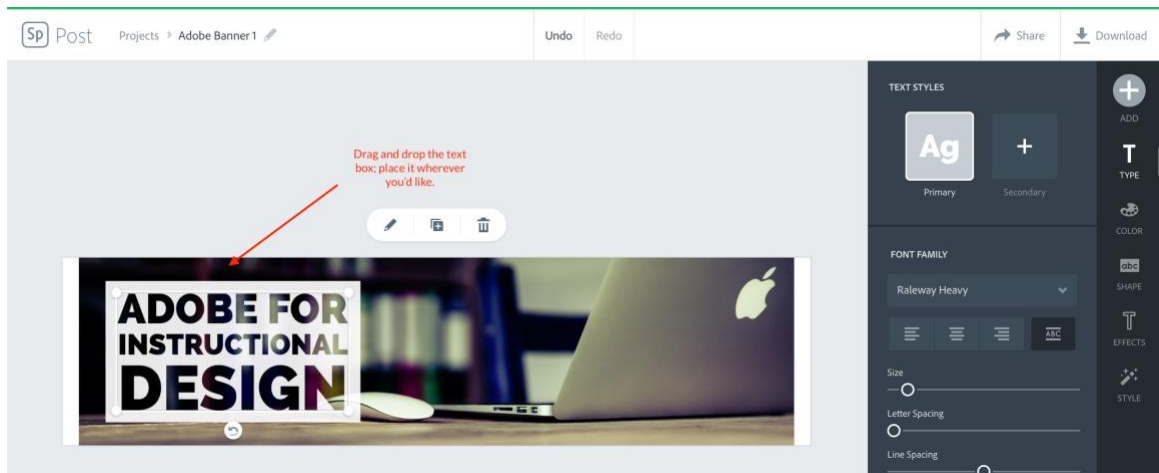 Sp Post Projects > Adobe Banner 1 Undo Redo Share Download
TEXT STYLES
Ag +
Primary Secondary
ADD
TYPE
COLOR
SHAPE
EFFECTS
STYLE
FONT FAMILY
Raleway Heavy
ABC
abc
Size
Letter Spacing
Line Spacing
Drag and drop the text
box; place it wherever
you'd like.
ADOBE FOR
INSTRUCTIONAL
DESIGN